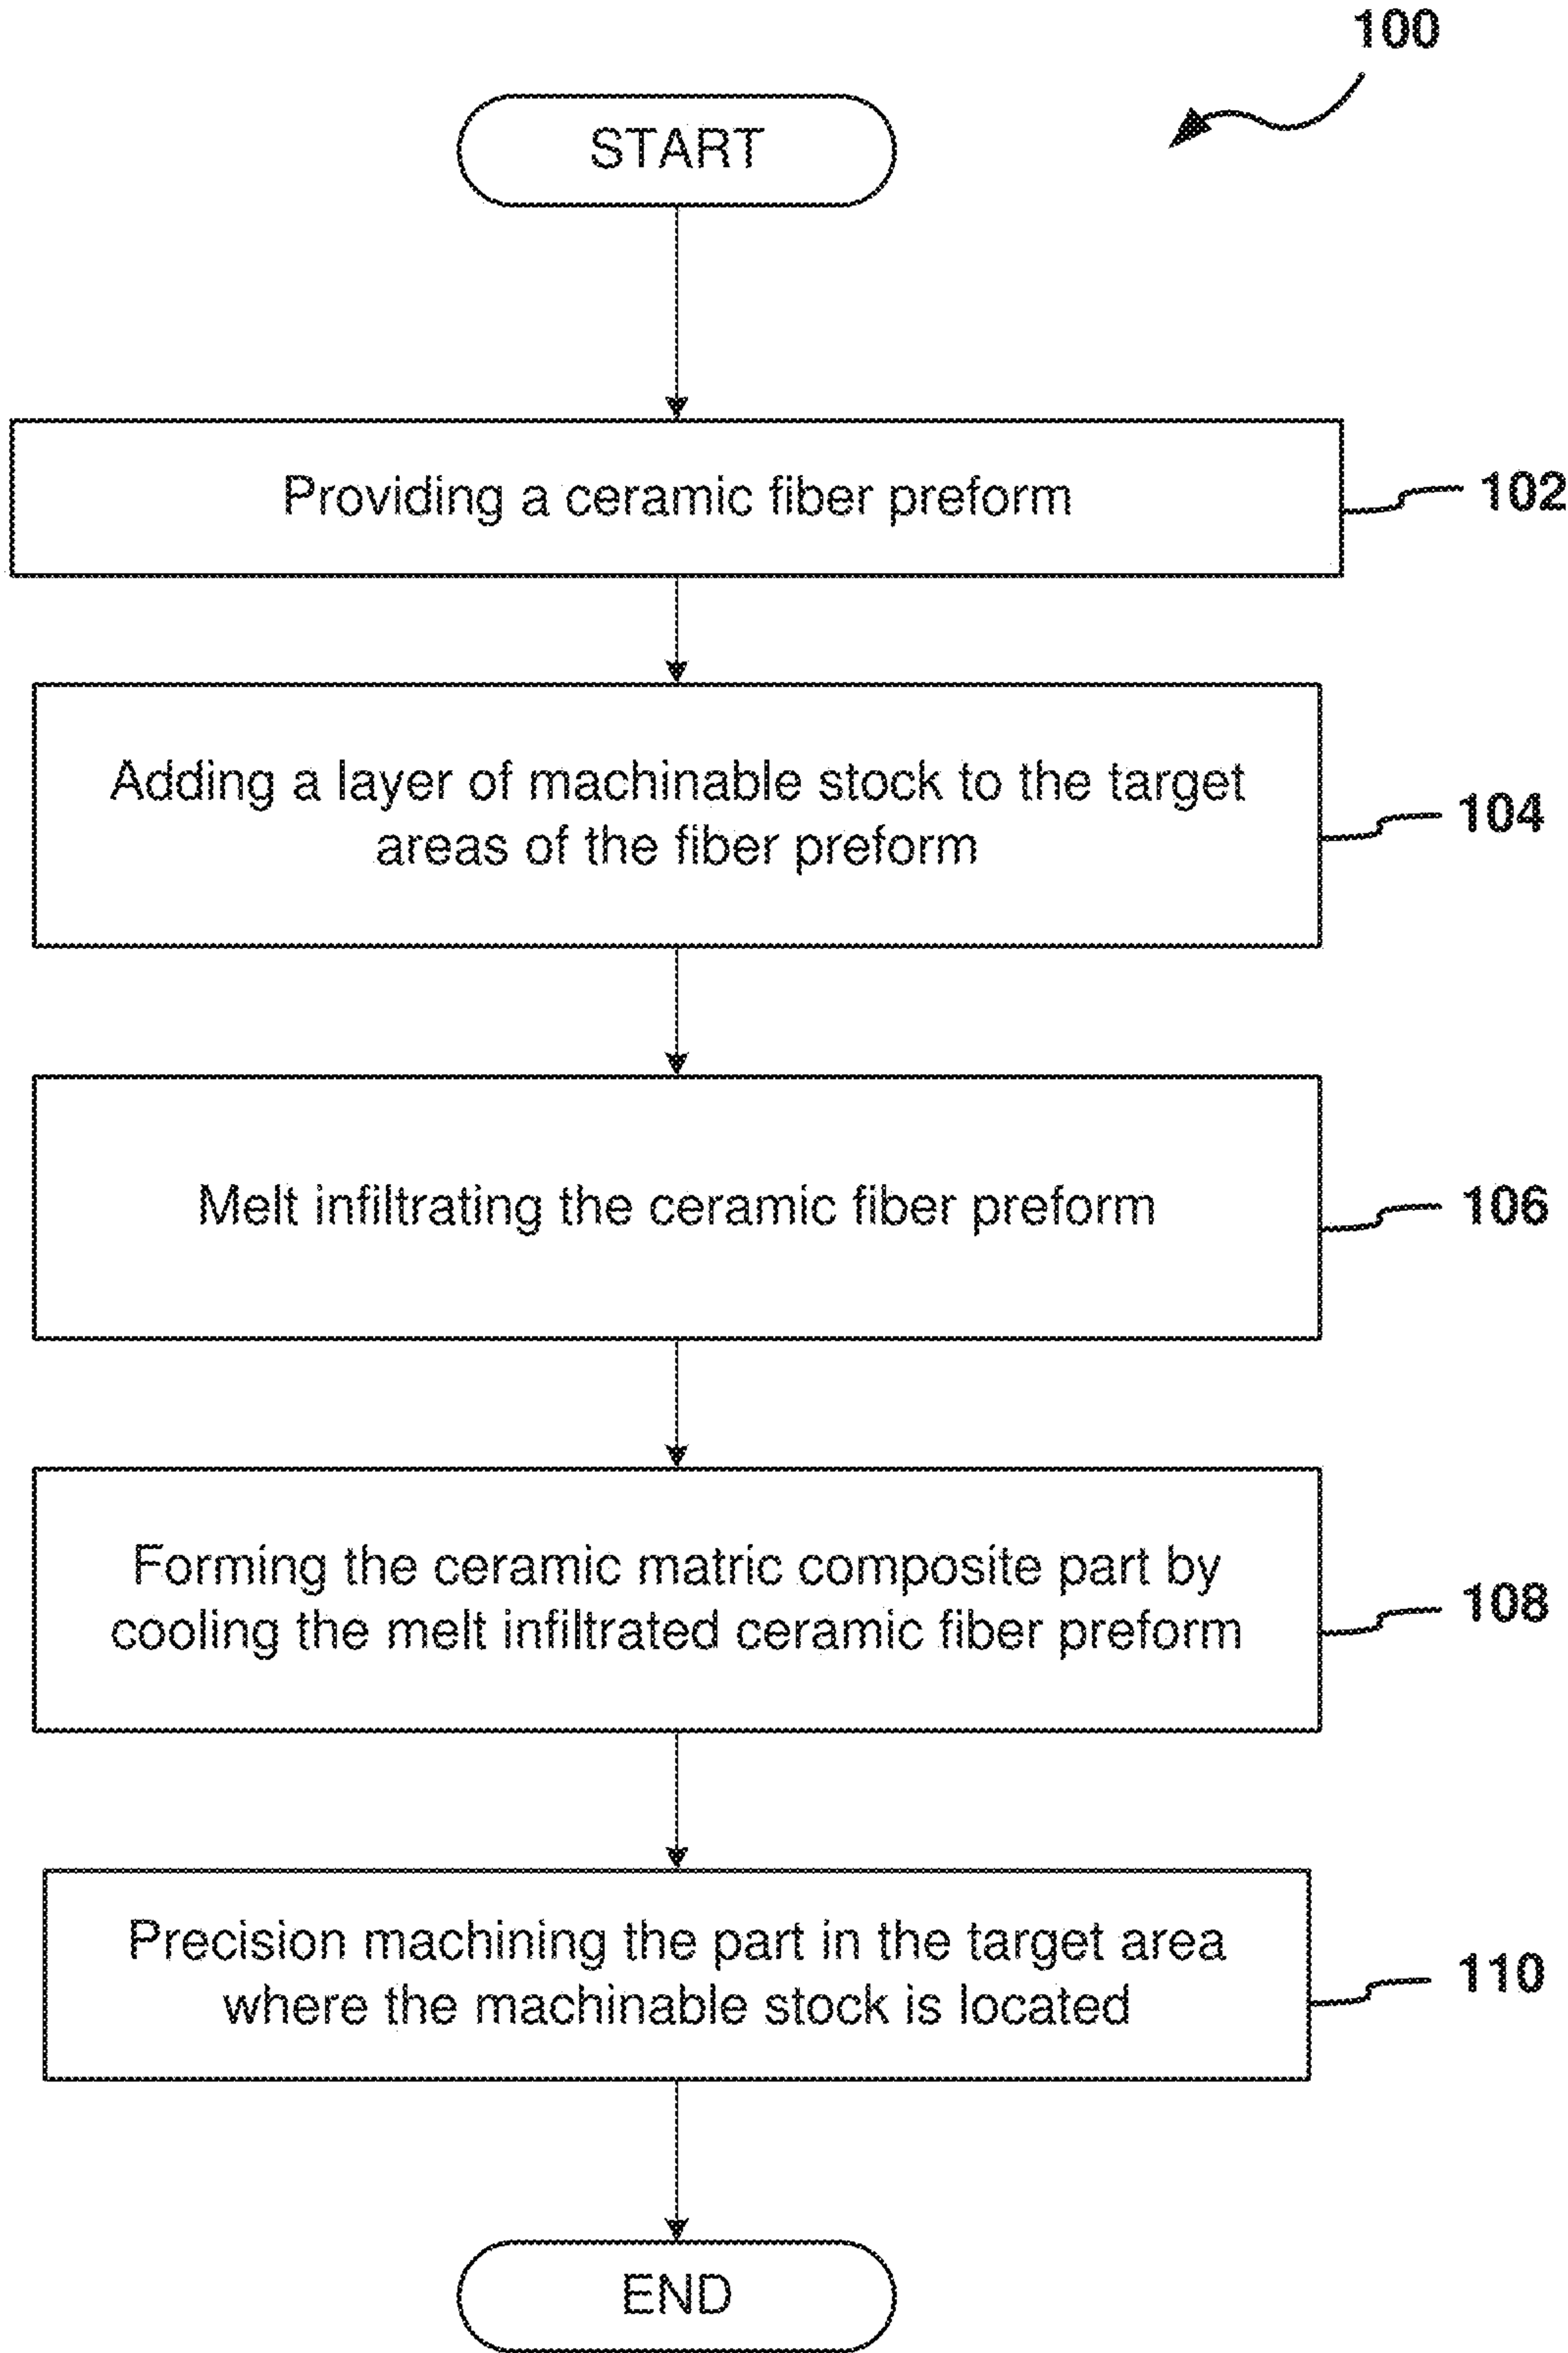 100
START
Providing a ceramic fiber preform
102
Adding a layer of machinable stock to the target
areas of the fiber preform
104
Melt infiltrating the ceramic fiber preform
106
Forming the ceramic matric composite part by
cooling the melt infiltrated ceramic fiber preform
108
Precision machining the part in the target area
where the machinable stock is located
110
END